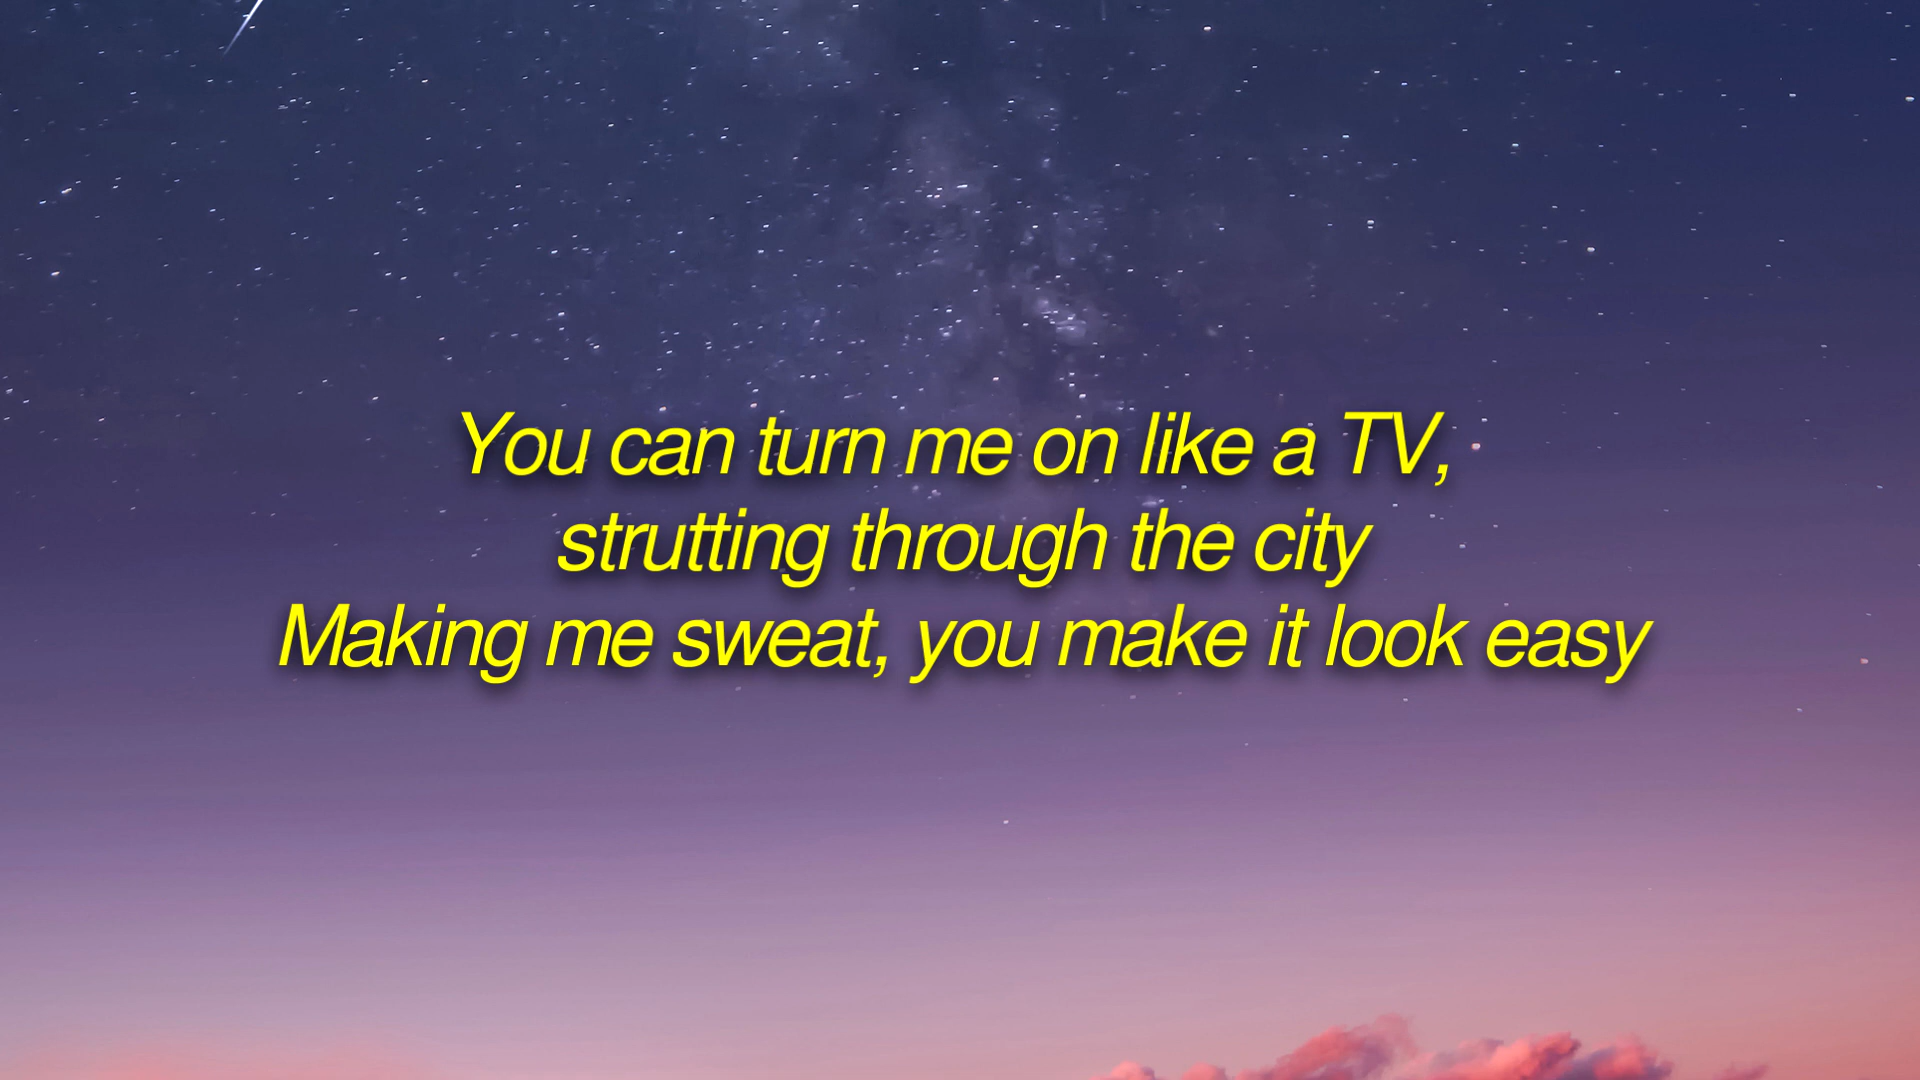 You can turn me on like a TV,
strutting through the city
Making me sweat, you make it look easy